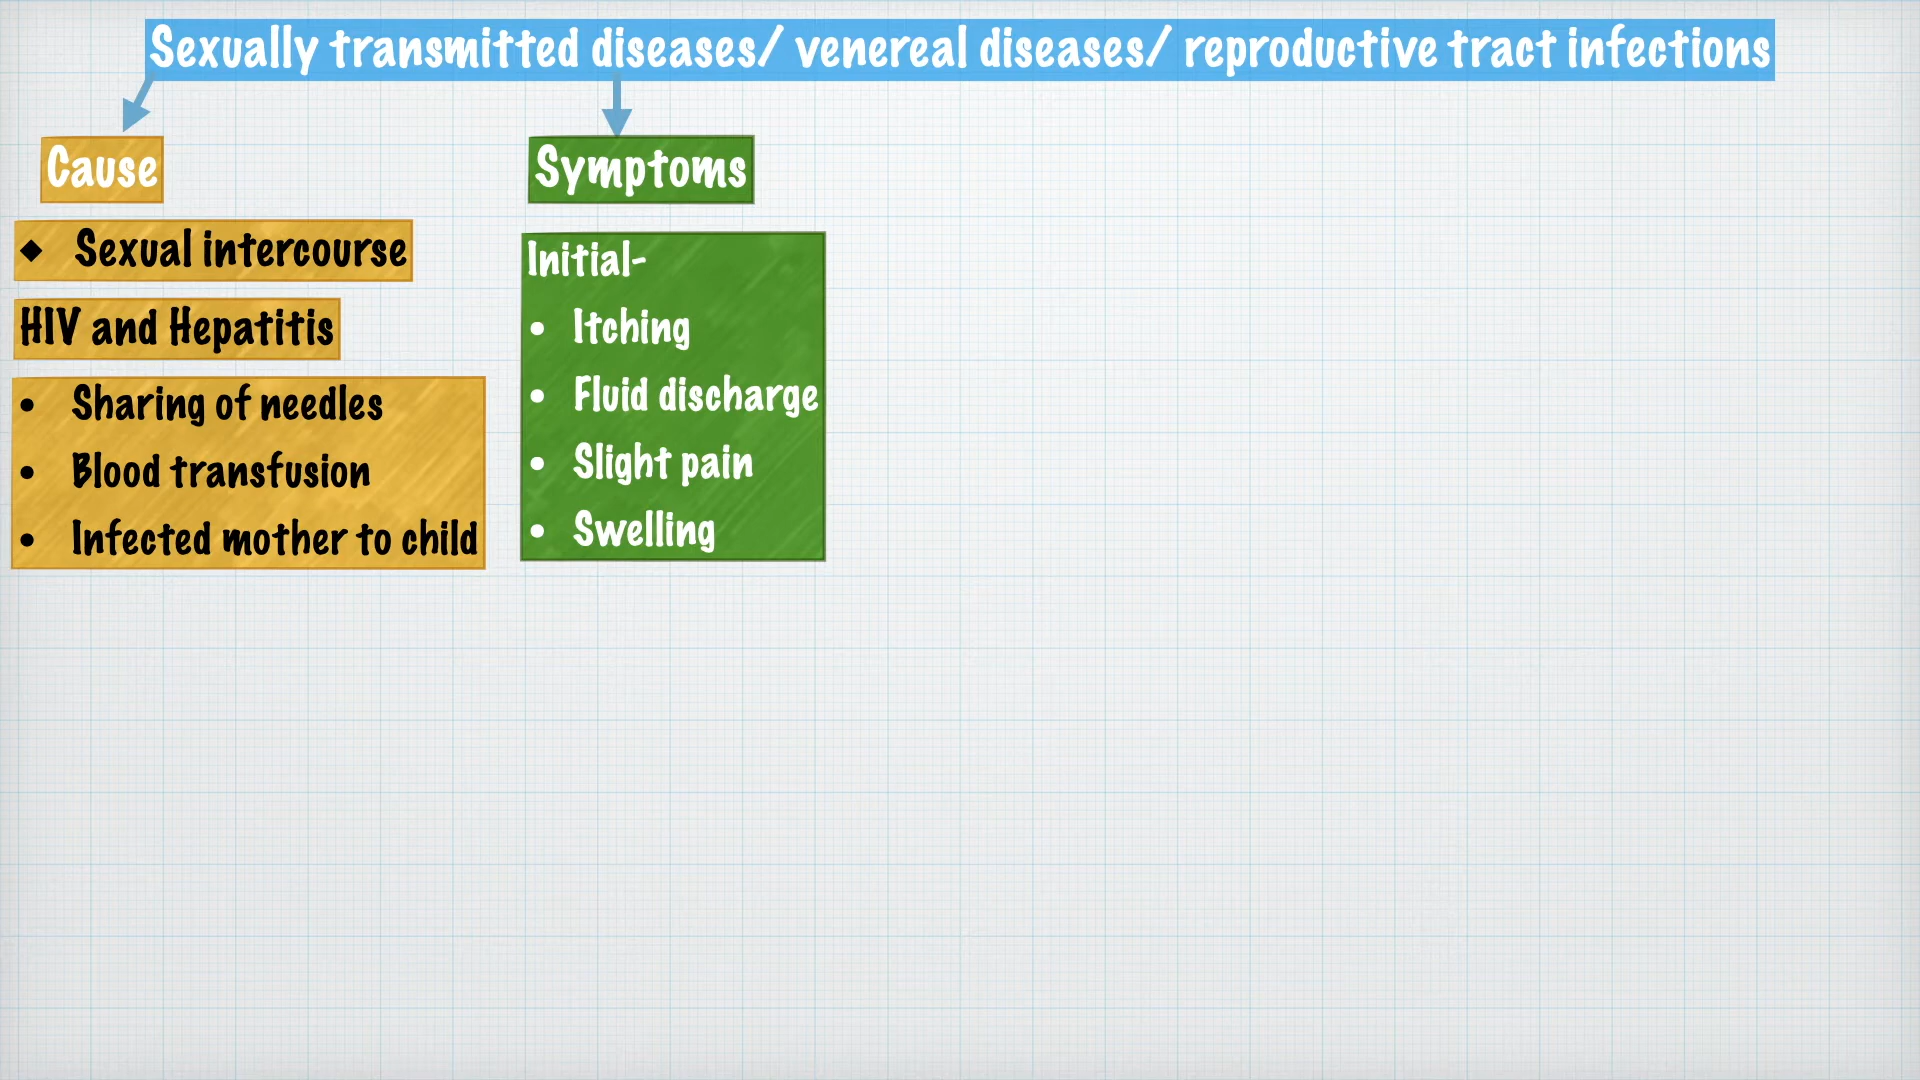 Sexually transmitted diseases/ venereal diseases/ reproductive tract infections
Cause
◆ Sexual intercourse
HIV and Hepatitis
• Sharing of needles
• Blood transfusion
• Infected mother to child
Symptoms
Initial-
• Itching
• Fluid discharge
• Slight pain
• Swelling